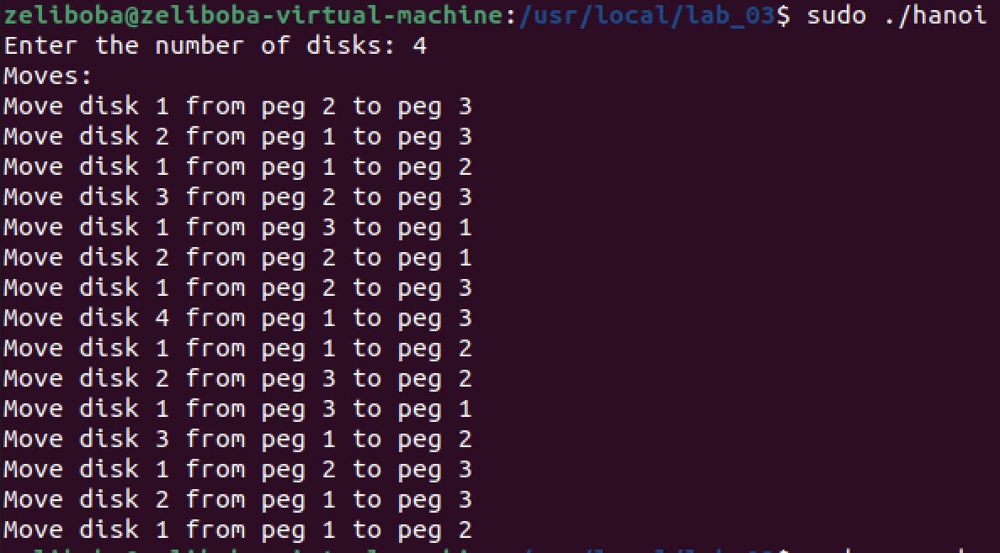 zeliboba@zeliboba-virtual-machine:/usr/local/lab_03$ sudo ./hanoi
Enter the number of disks: 4
Moves:
Move disk 1 from peg 2 to peg 3
Move disk 2 from peg 1 to peg 3
Move disk 1 from peg 1 to peg 2
Move disk 3 from peg 2 to peg 3
Move disk 1 from peg 3 to peg 1
Move disk 2 from peg 2 to peg 1
Move disk 1 from peg 2 to peg 3
Move disk 4 from peg 1 to peg 3
Move disk 1 from peg 1 to peg 2
Move disk 2 from peg 3 to peg 2
Move disk 1 from peg 3 to peg 1
Move disk 3 from peg 1 to peg 2
Move disk 1 from peg 2 to peg 3
Move disk 2 from peg 1 to peg 3
Move disk 1 from peg 1 to peg 2